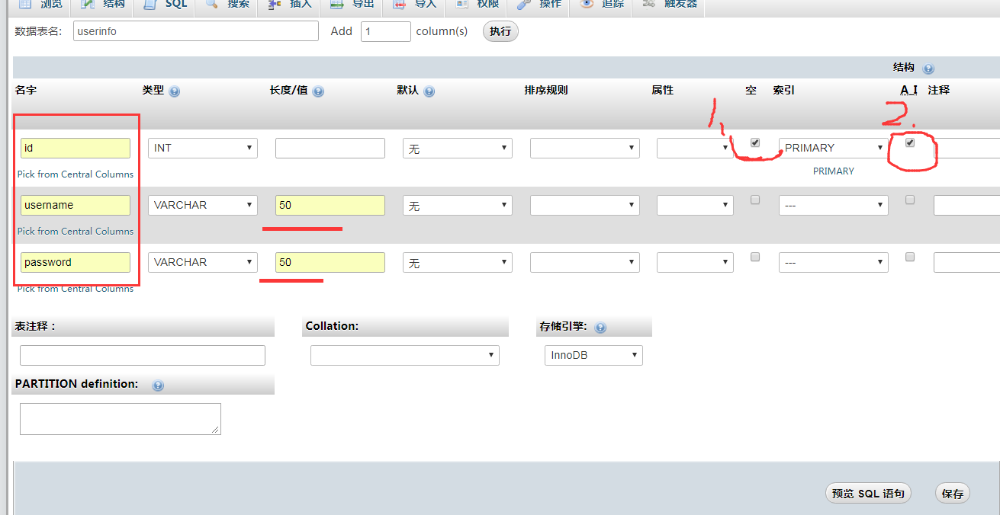 浏览 结构 SQL 搜索 插入 导出 导入 权限 操作 追踪 触发器
数据表名: userinfo Add 1 column(s) 执行
结构
名字 类型 长度/值 默认 排序规则 属性 空 索引 A_I 注释
1、 2.
id INT 无 PRIMARY
Pick from Central Columns PRIMARY
username VARCHAR 50 无 ---
Pick from Central Columns
password VARCHAR 50 无 ---
Pick from Central Columns
表注释: Collation: 存储引擎:
InnoDB
PARTITION definition:
预览 SQL 语句 保存